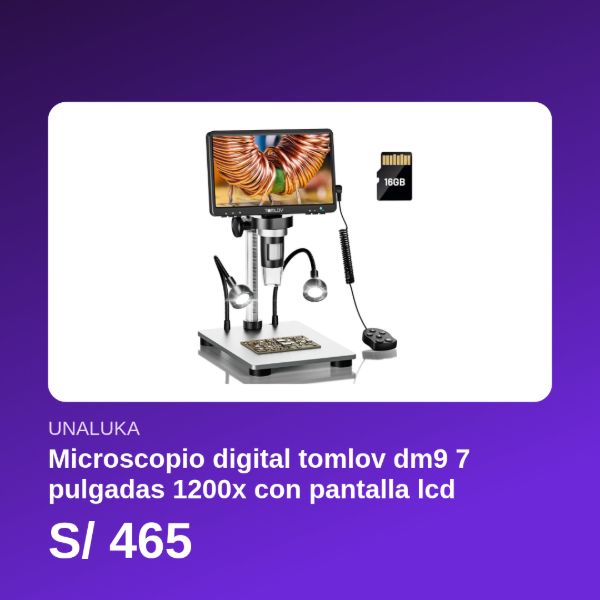 TOMLOV
16GB
UNALUKA
Microscopio digital tomlov dm9 7
pulgadas 1200x con pantalla lcd
S/ 465